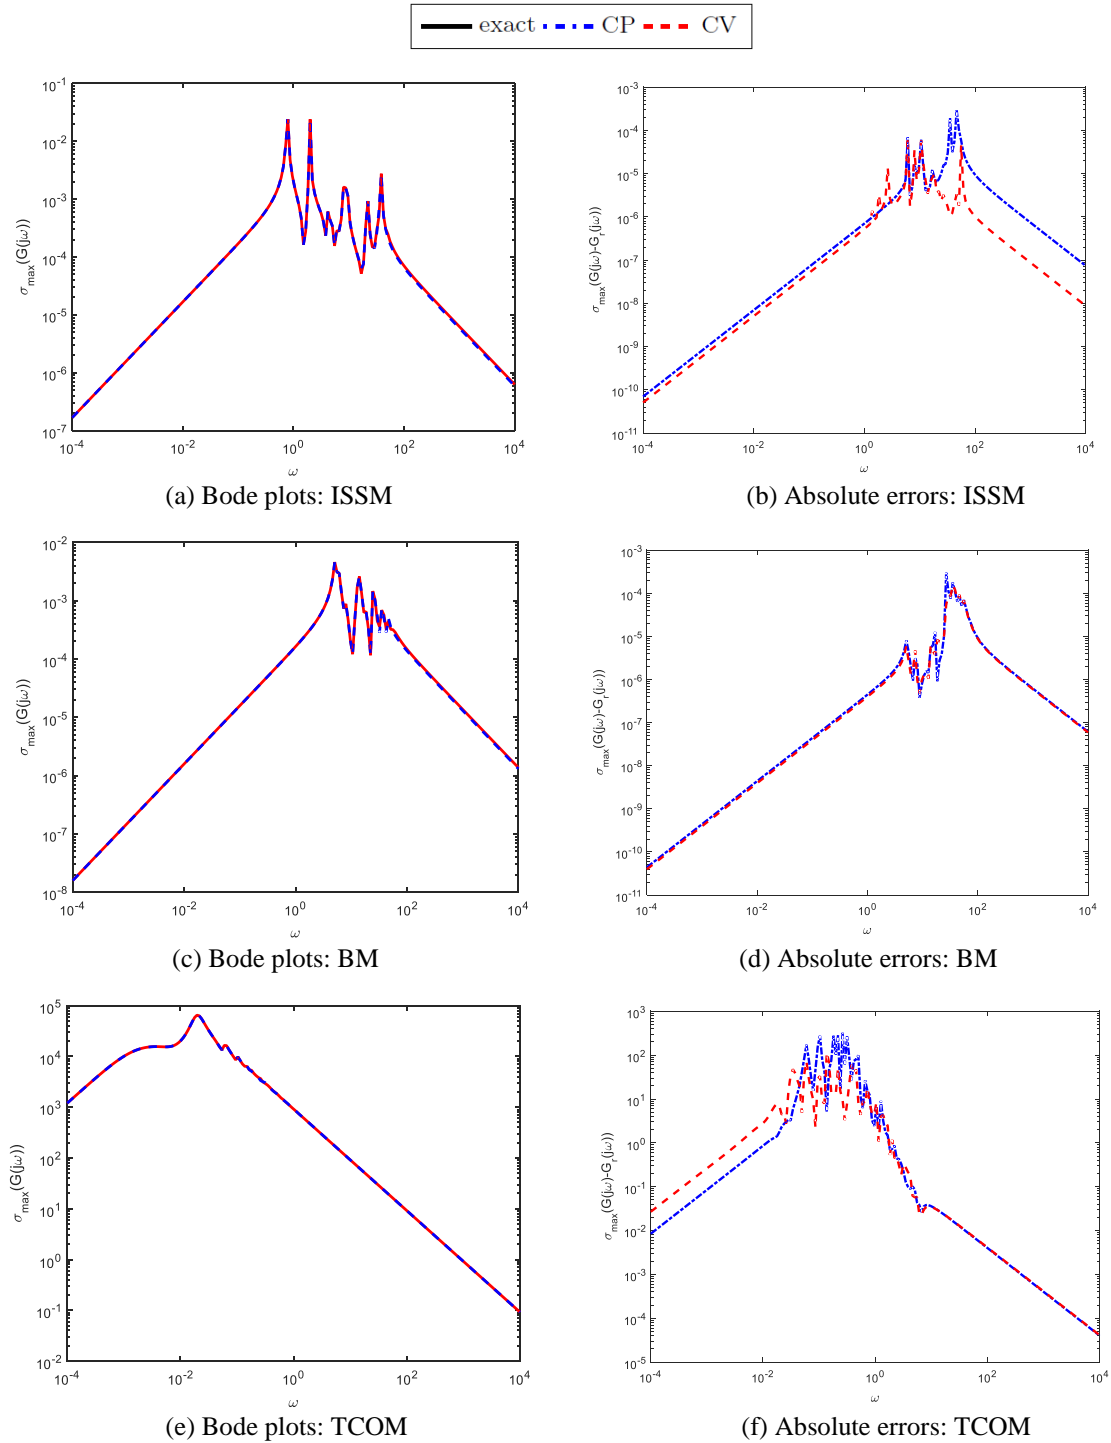 exact CP CV
10^-1
10^-2
10^-3
10^-4
10^-5
10^-6
10^-7
σ_max(G(jω))
10^-4 10^-2 10^0 10^2 10^4
ω
(a) Bode plots: ISSM
10^-3
10^-4
10^-5
10^-6
10^-7
10^-8
10^-9
10^-10
10^-11
σ_max(G(jω)-G_r(jω))
10^-4 10^-2 10^0 10^2 10^4
ω
(b) Absolute errors: ISSM
10^-2
10^-3
10^-4
10^-5
10^-6
10^-7
10^-8
σ_max(G(jω))
10^-4 10^-2 10^0 10^2 10^4
ω
(c) Bode plots: BM
10^-3
10^-4
10^-5
10^-6
10^-7
10^-8
10^-9
10^-10
10^-11
σ_max(G(jω)-G_r(jω))
10^-4 10^-2 10^0 10^2 10^4
ω
(d) Absolute errors: BM
10^5
10^4
10^3
10^2
10^1
10^0
10^-1
10^-2
σ_max(G(jω))
10^-4 10^-2 10^0 10^2 10^4
ω
(e) Bode plots: TCOM
10^3
10^2
10^1
10^0
10^-1
10^-2
10^-3
10^-4
10^-5
σ_max(G(jω)-G_r(jω))
10^-4 10^-2 10^0 10^2 10^4
ω
(f) Absolute errors: TCOM